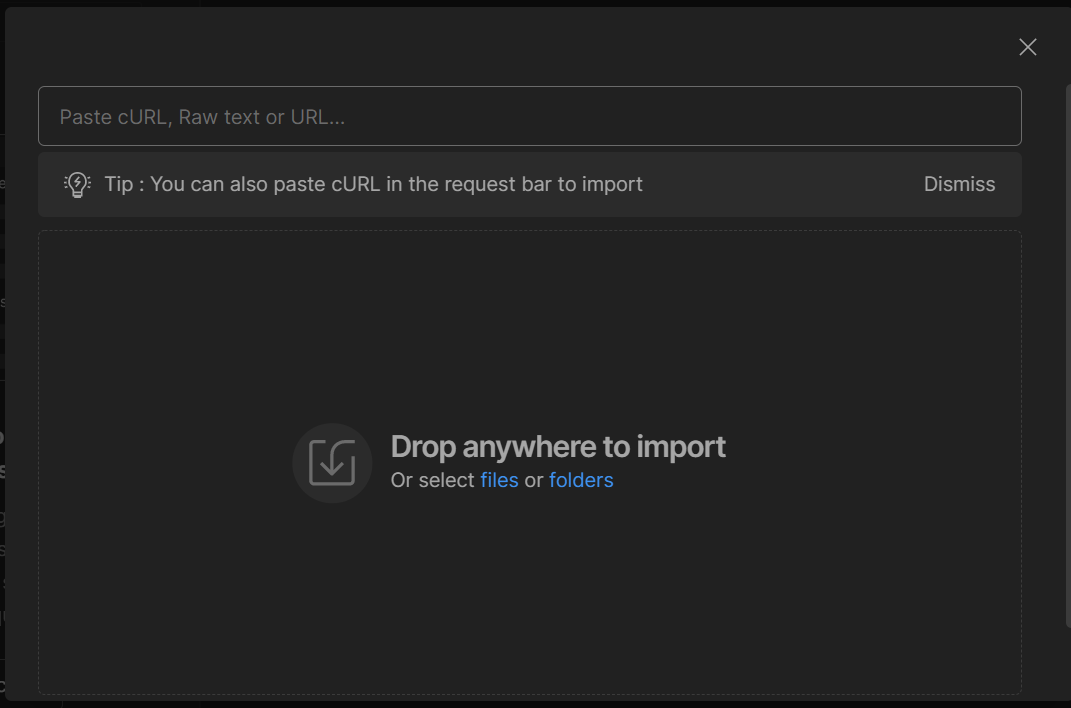 Paste cURL, Raw text or URL...
Tip : You can also paste cURL in the request bar to import
Dismiss
Drop anywhere to import
Or select files or folders